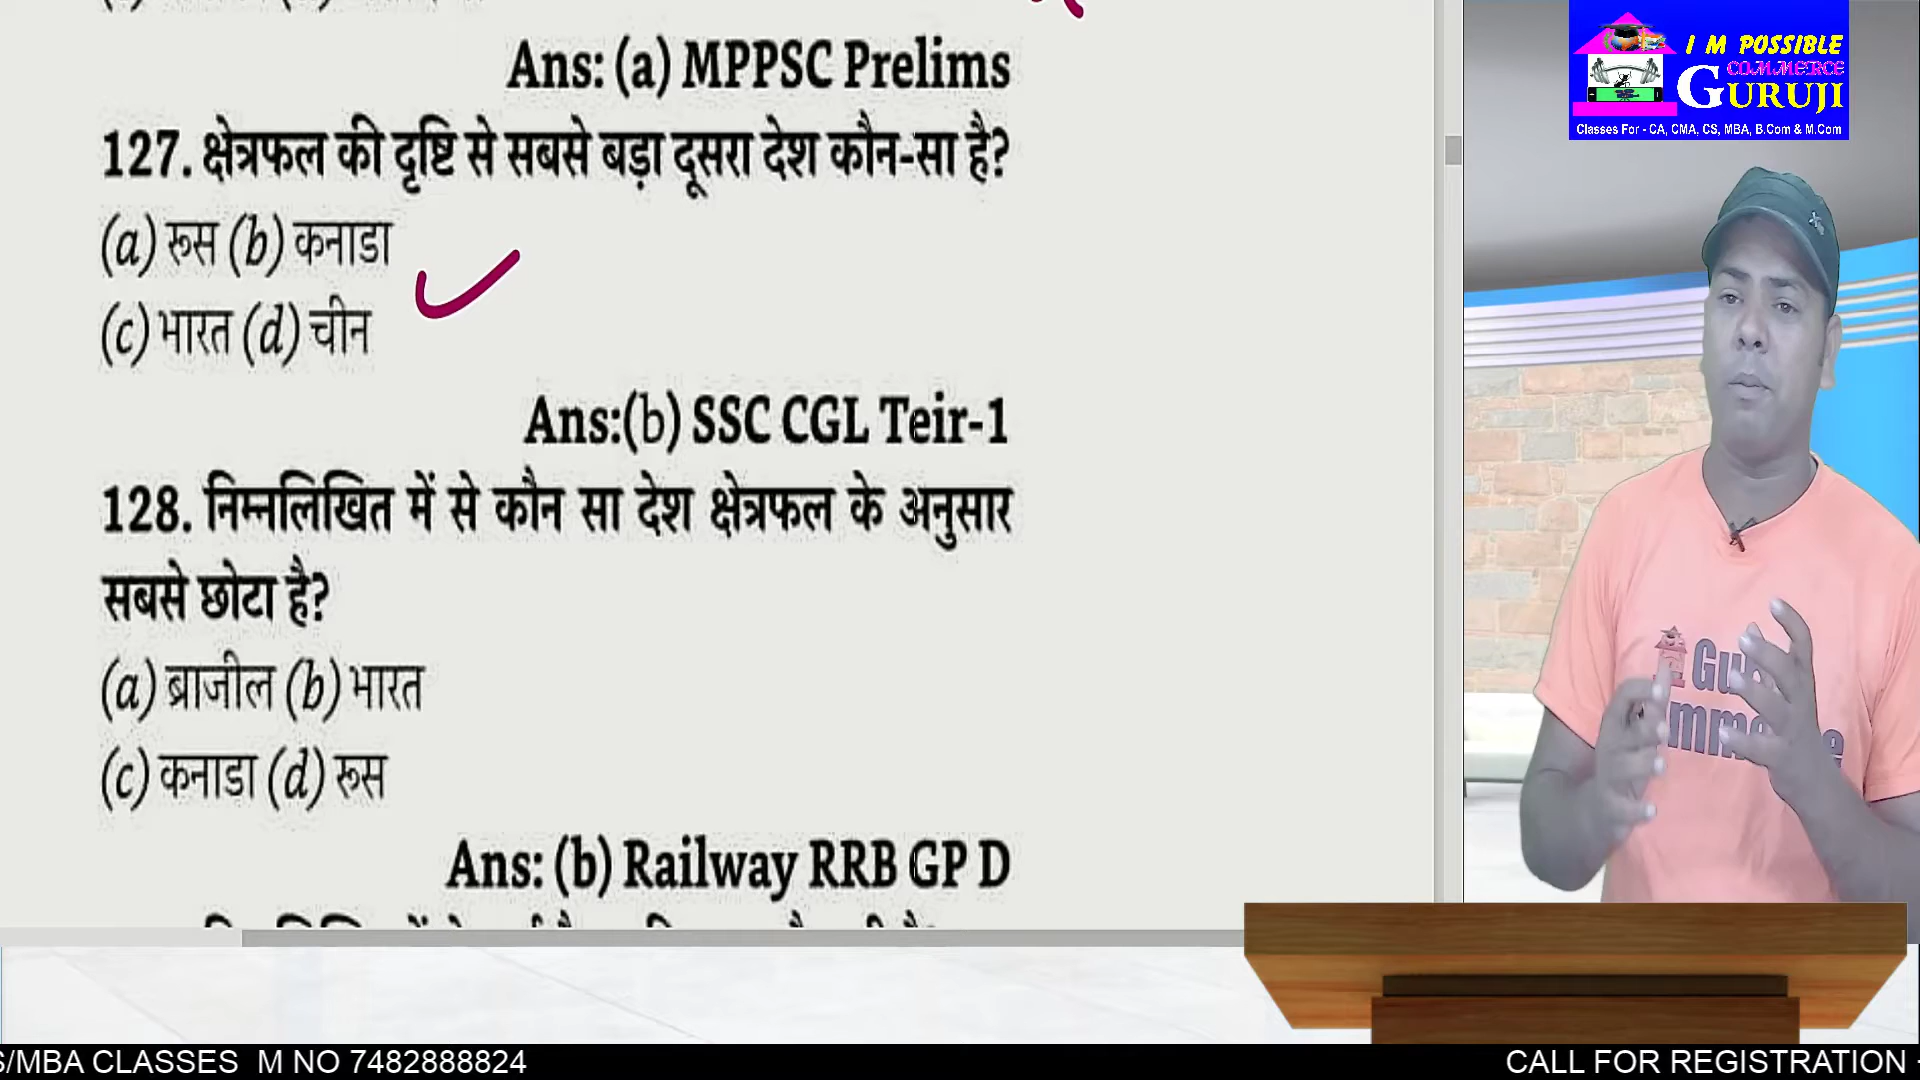 Ans: (a) MPPSC Prelims
127. क्षेत्रफल की दृष्टि से सबसे बड़ा दूसरा देश कौन-सा है?
(a) रूस (b) कनाडा
(c) भारत (d) चीन
Ans:(b) SSC CGL Teir-1
128. निम्नलिखित में से कौन सा देश क्षेत्रफल के अनुसार
सबसे छोटा है?
(a) ब्राजील (b) भारत
(c) कनाडा (d) रूस
Ans: (b) Railway RRB GP D
I M POSSIBLE
COMMERCE
GURUJI
Classes For - CA, CMA, CS, MBA, B.Com & M.Com
S/MBA CLASSES M NO 7482888824
CALL FOR REGISTRATION -